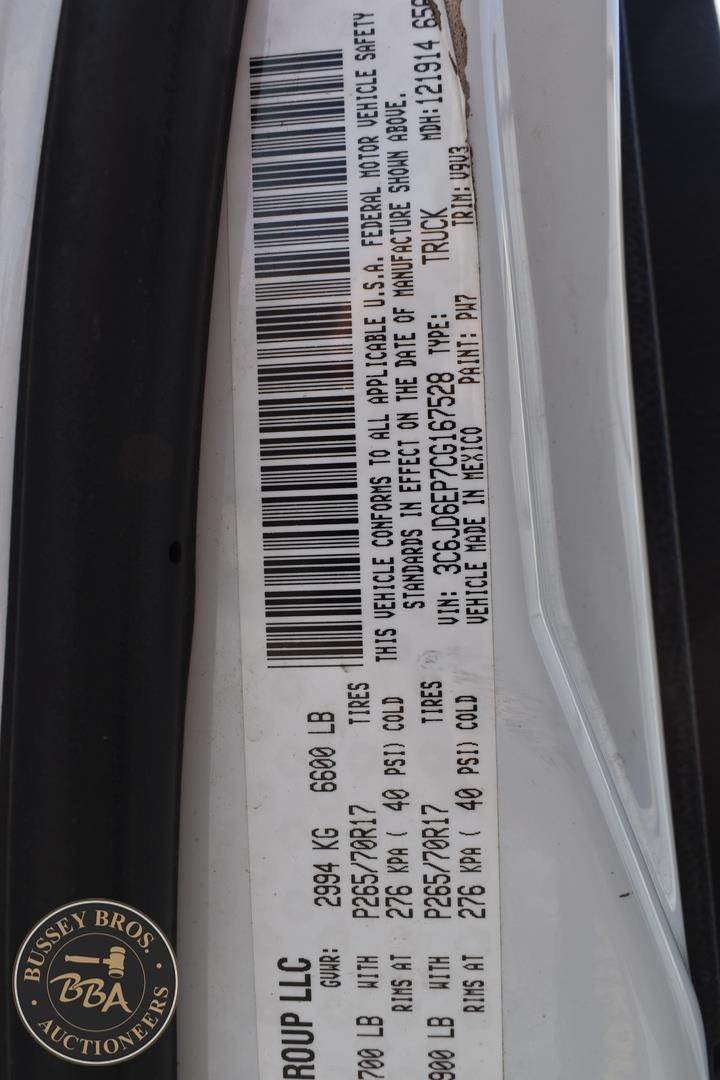 ROUP LLC
GVWR: 2994 KG 6600 LB
700 LB WITH P265/70R17 TIRES
RIMS AT 276 KPA ( 40 PSI) COLD
900 LB WITH P265/70R17 TIRES
RIMS AT 276 KPA ( 40 PSI) COLD
THIS VEHICLE CONFORMS TO ALL APPLICABLE U.S.A. FEDERAL MOTOR VEHICLE SAFETY
STANDARDS IN EFFECT ON THE DATE OF MANUFACTURE SHOWN ABOVE.
VIN: 3C6JD6EP7CG167528 TYPE: TRUCK MDH: 121914
VEHICLE MADE IN MEXICO PAINT: PW7 TRIM: V9V3
BUSSEY BROS.
BBA
AUCTIONEERS